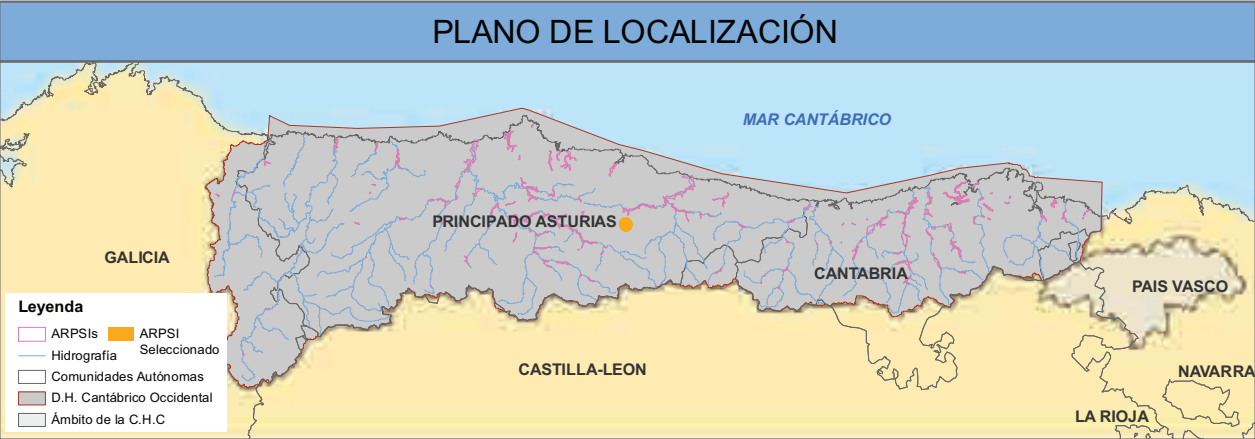 PLANO DE LOCALIZACIÓN
MAR CANTÁBRICO
PRINCIPADO ASTURIAS
GALICIA
CANTABRIA
PAIS VASCO
CASTILLA-LEON
NAVARRA
LA RIOJA
Leyenda
ARPSIs
ARPSI
Seleccionado
Hidrografía
Comunidades Autónomas
D.H. Cantábrico Occidental
Ámbito de la C.H.C